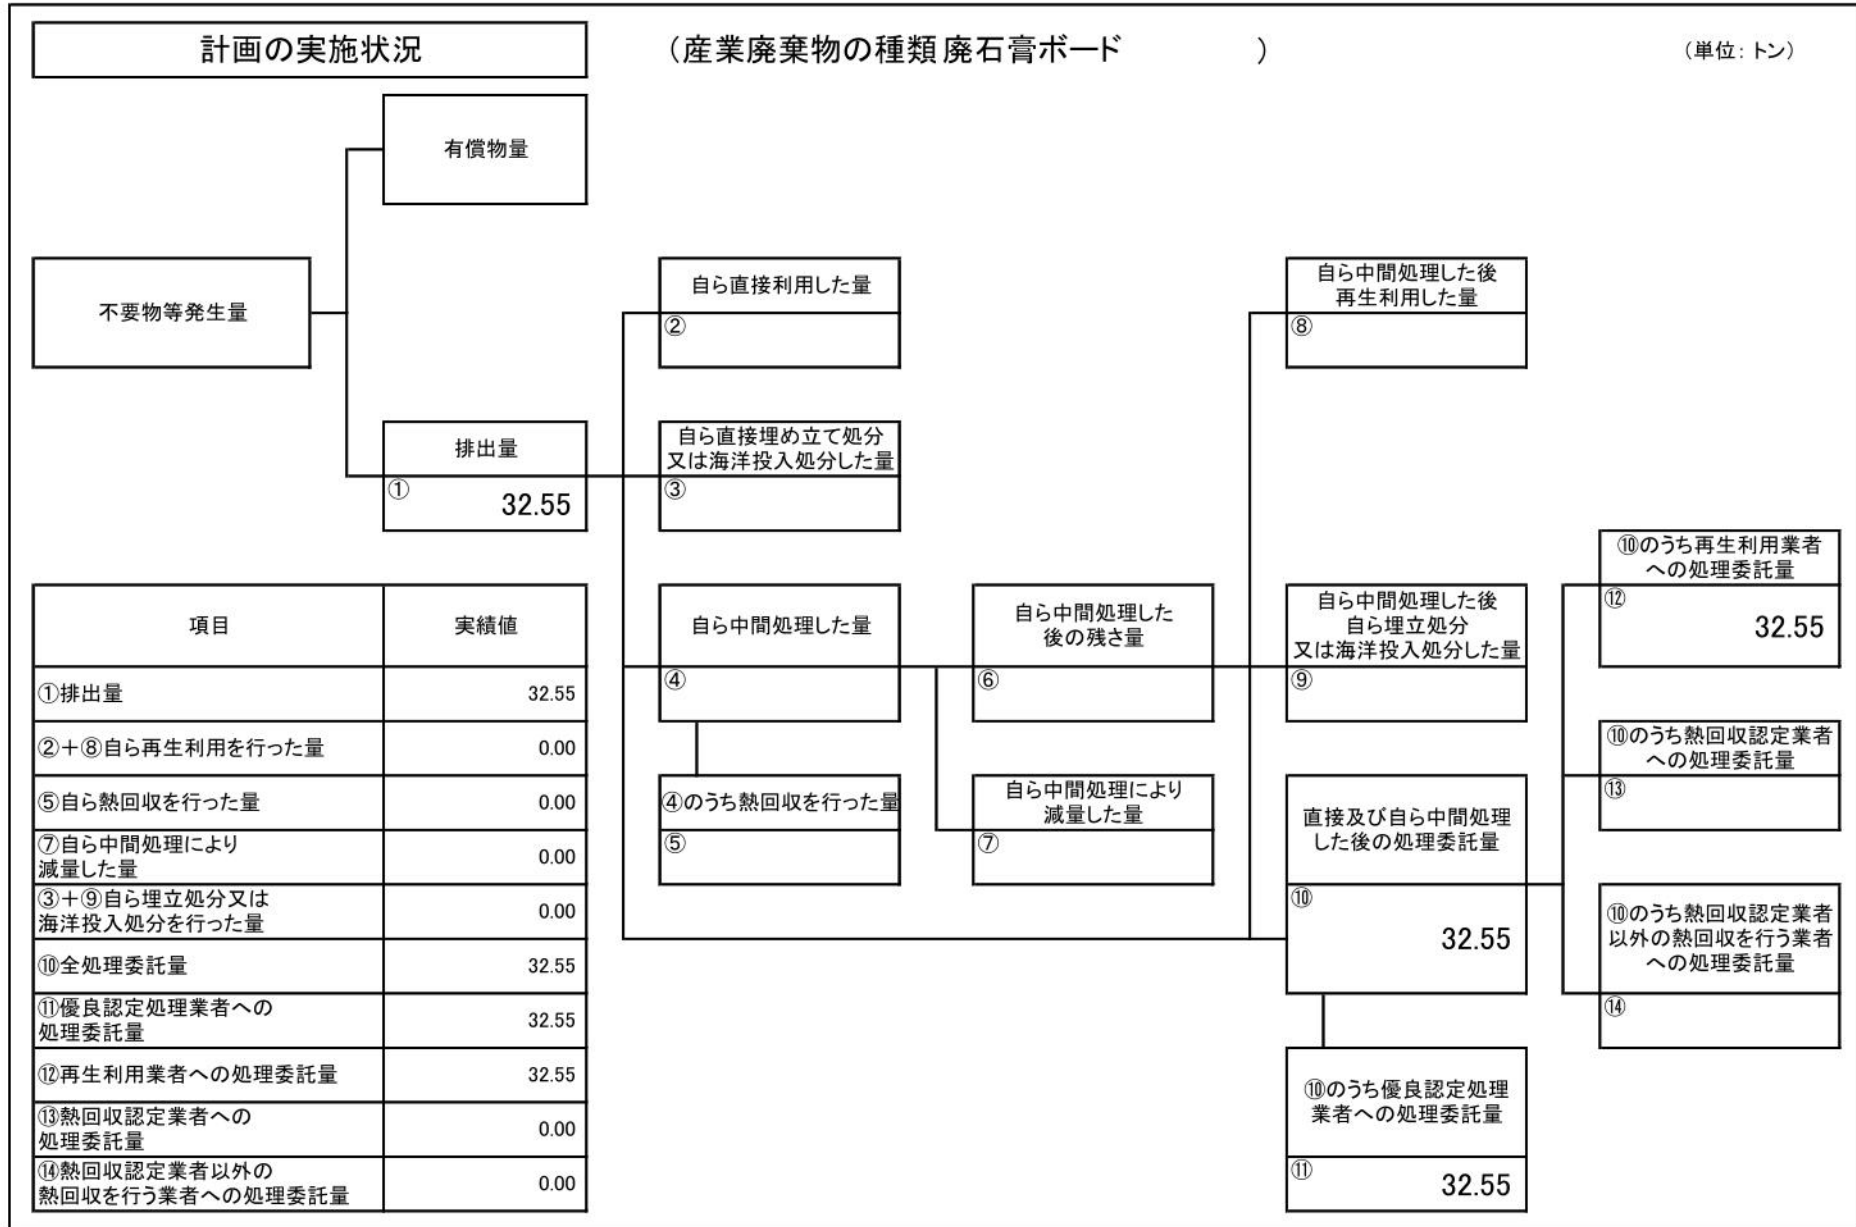 計画の実施状況
（産業廃棄物の種類 廃石膏ボード ）
（単位：トン）
有償物量
不要物等発生量
自ら直接利用した量
②
自ら中間処理した後
再生利用した量
⑧
排出量
① 32.55
自ら直接埋め立て処分
又は海洋投入処分した量
③
自ら中間処理した量
④
自ら中間処理した
後の残さ量
⑥
自ら中間処理した後
自ら埋立処分
又は海洋投入処分した量
⑨
⑩のうち再生利用業者
への処理委託量
⑫ 32.55
④のうち熱回収を行った量
⑤
自ら中間処理により
減量した量
⑦
直接及び自ら中間処理
した後の処理委託量
⑩ 32.55
⑩のうち熱回収認定業者
への処理委託量
⑬
⑩のうち熱回収認定業者
以外の熱回収を行う業者
への処理委託量
⑭
⑩のうち優良認定処理
業者への処理委託量
⑪ 32.55
項目 実績値
①排出量 32.55
②＋⑧自ら再生利用を行った量 0.00
⑤自ら熱回収を行った量 0.00
⑦自ら中間処理により
減量した量 0.00
③＋⑨自ら埋立処分又は
海洋投入処分を行った量 0.00
⑩全処理委託量 32.55
⑪優良認定処理業者への
処理委託量 32.55
⑫再生利用業者への処理委託量 32.55
⑬熱回収認定業者への
処理委託量 0.00
⑭熱回収認定業者以外の
熱回収を行う業者への処理委託量 0.00